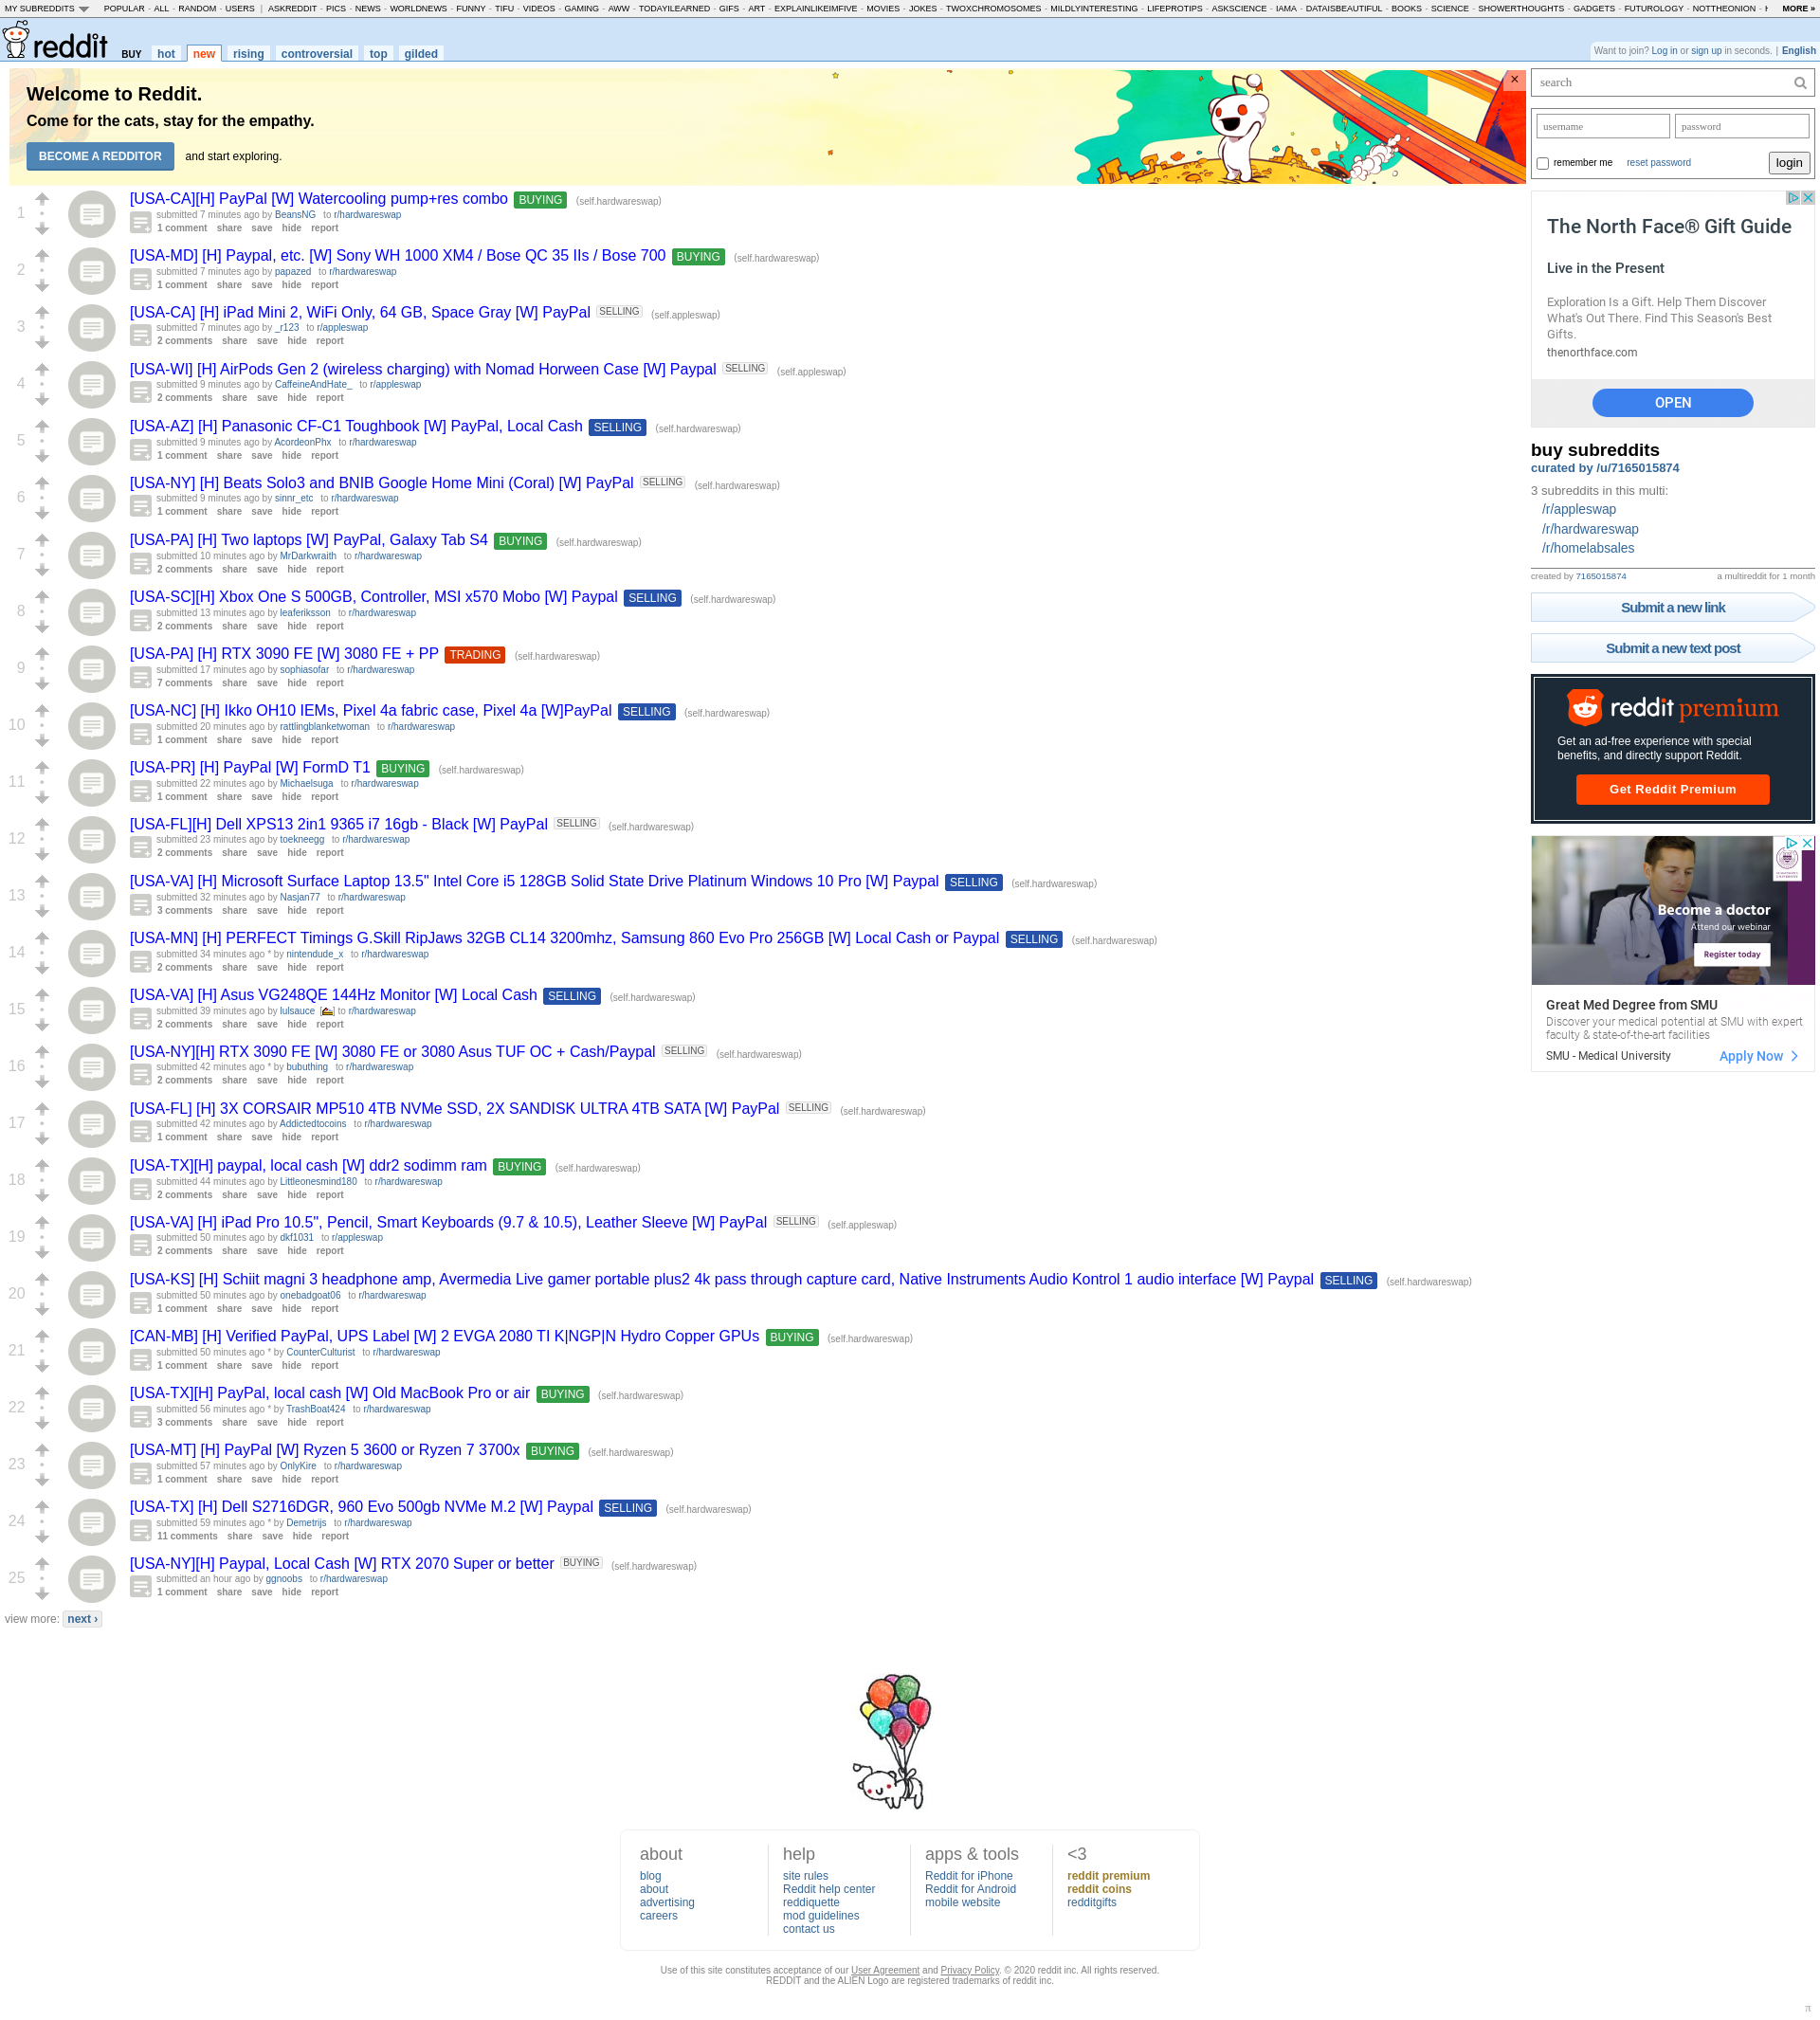 MY SUBREDDITS POPULAR - ALL - RANDOM - USERS | ASKREDDIT - PICS - NEWS - WORLDNEWS - FUNNY - TIFU - VIDEOS - GAMING - AWW - TODAYILEARNED - GIFS - ART - EXPLAINLIKEIMFIVE - MOVIES - JOKES - TWOXCHROMOSOMES - MILDLYINTERESTING - LIFEPROTIPS - ASKSCIENCE - IAMA - DATAISBEAUTIFUL - BOOKS - SCIENCE - SHOWERTHOUGHTS - GADGETS - FUTUROLOGY - NOTTHEONION - MORE »
reddit BUY hot new rising controversial top gilded
Want to join? Log in or sign up in seconds. | English
Welcome to Reddit.
Come for the cats, stay for the empathy.
BECOME A REDDITOR and start exploring.
×
1
[USA-CA][H] PayPal [W] Watercooling pump+res combo BUYING (self.hardwareswap)
submitted 7 minutes ago by BeansNG to r/hardwareswap
1 comment share save hide report
2
[USA-MD] [H] Paypal, etc. [W] Sony WH 1000 XM4 / Bose QC 35 IIs / Bose 700 BUYING (self.hardwareswap)
submitted 7 minutes ago by papazed to r/hardwareswap
1 comment share save hide report
3
[USA-CA] [H] iPad Mini 2, WiFi Only, 64 GB, Space Gray [W] PayPal SELLING (self.appleswap)
submitted 7 minutes ago by _r123 to r/appleswap
2 comments share save hide report
4
[USA-WI] [H] AirPods Gen 2 (wireless charging) with Nomad Horween Case [W] Paypal SELLING (self.appleswap)
submitted 9 minutes ago by CaffeineAndHate_ to r/appleswap
2 comments share save hide report
5
[USA-AZ] [H] Panasonic CF-C1 Toughbook [W] PayPal, Local Cash SELLING (self.hardwareswap)
submitted 9 minutes ago by AcordeonPhx to r/hardwareswap
1 comment share save hide report
6
[USA-NY] [H] Beats Solo3 and BNIB Google Home Mini (Coral) [W] PayPal SELLING (self.hardwareswap)
submitted 9 minutes ago by sinnr_etc to r/hardwareswap
1 comment share save hide report
7
[USA-PA] [H] Two laptops [W] PayPal, Galaxy Tab S4 BUYING (self.hardwareswap)
submitted 10 minutes ago by MrDarkwraith to r/hardwareswap
2 comments share save hide report
8
[USA-SC][H] Xbox One S 500GB, Controller, MSI x570 Mobo [W] Paypal SELLING (self.hardwareswap)
submitted 13 minutes ago by leaferiksson to r/hardwareswap
2 comments share save hide report
9
[USA-PA] [H] RTX 3090 FE [W] 3080 FE + PP TRADING (self.hardwareswap)
submitted 17 minutes ago by sophiasofar to r/hardwareswap
7 comments share save hide report
10
[USA-NC] [H] Ikko OH10 IEMs, Pixel 4a fabric case, Pixel 4a [W]PayPal SELLING (self.hardwareswap)
submitted 20 minutes ago by rattlingblanketwoman to r/hardwareswap
1 comment share save hide report
11
[USA-PR] [H] PayPal [W] FormD T1 BUYING (self.hardwareswap)
submitted 22 minutes ago by Michaelsuga to r/hardwareswap
1 comment share save hide report
12
[USA-FL][H] Dell XPS13 2in1 9365 i7 16gb - Black [W] PayPal SELLING (self.hardwareswap)
submitted 23 minutes ago by toekneegg to r/hardwareswap
2 comments share save hide report
13
[USA-VA] [H] Microsoft Surface Laptop 13.5" Intel Core i5 128GB Solid State Drive Platinum Windows 10 Pro [W] Paypal SELLING (self.hardwareswap)
submitted 32 minutes ago by Nasjan77 to r/hardwareswap
3 comments share save hide report
14
[USA-MN] [H] PERFECT Timings G.Skill RipJaws 32GB CL14 3200mhz, Samsung 860 Evo Pro 256GB [W] Local Cash or Paypal SELLING (self.hardwareswap)
submitted 34 minutes ago * by nintendude_x to r/hardwareswap
2 comments share save hide report
15
[USA-VA] [H] Asus VG248QE 144Hz Monitor [W] Local Cash SELLING (self.hardwareswap)
submitted 39 minutes ago by lulsauce [] to r/hardwareswap
2 comments share save hide report
16
[USA-NY][H] RTX 3090 FE [W] 3080 FE or 3080 Asus TUF OC + Cash/Paypal SELLING (self.hardwareswap)
submitted 42 minutes ago * by bubuthing to r/hardwareswap
2 comments share save hide report
17
[USA-FL] [H] 3X CORSAIR MP510 4TB NVMe SSD, 2X SANDISK ULTRA 4TB SATA [W] PayPal SELLING (self.hardwareswap)
submitted 42 minutes ago by Addictedtocoins to r/hardwareswap
1 comment share save hide report
18
[USA-TX][H] paypal, local cash [W] ddr2 sodimm ram BUYING (self.hardwareswap)
submitted 44 minutes ago by Littleonesmind180 to r/hardwareswap
2 comments share save hide report
19
[USA-VA] [H] iPad Pro 10.5", Pencil, Smart Keyboards (9.7 & 10.5), Leather Sleeve [W] PayPal SELLING (self.appleswap)
submitted 50 minutes ago by dkf1031 to r/appleswap
2 comments share save hide report
20
[USA-KS] [H] Schiit magni 3 headphone amp, Avermedia Live gamer portable plus2 4k pass through capture card, Native Instruments Audio Kontrol 1 audio interface [W] Paypal SELLING (self.hardwareswap)
submitted 50 minutes ago by onebadgoat06 to r/hardwareswap
1 comment share save hide report
21
[CAN-MB] [H] Verified PayPal, UPS Label [W] 2 EVGA 2080 TI K|NGP|N Hydro Copper GPUs BUYING (self.hardwareswap)
submitted 50 minutes ago * by CounterCulturist to r/hardwareswap
1 comment share save hide report
22
[USA-TX][H] PayPal, local cash [W] Old MacBook Pro or air BUYING (self.hardwareswap)
submitted 56 minutes ago * by TrashBoat424 to r/hardwareswap
3 comments share save hide report
23
[USA-MT] [H] PayPal [W] Ryzen 5 3600 or Ryzen 7 3700x BUYING (self.hardwareswap)
submitted 57 minutes ago by OnlyKire to r/hardwareswap
1 comment share save hide report
24
[USA-TX] [H] Dell S2716DGR, 960 Evo 500gb NVMe M.2 [W] Paypal SELLING (self.hardwareswap)
submitted 59 minutes ago * by Demetrijs to r/hardwareswap
11 comments share save hide report
25
[USA-NY][H] Paypal, Local Cash [W] RTX 2070 Super or better BUYING (self.hardwareswap)
submitted an hour ago by ggnoobs to r/hardwareswap
1 comment share save hide report
view more: next ›
search
username password
remember me reset password login
The North Face® Gift Guide
Live in the Present
Exploration Is a Gift. Help Them Discover
What's Out There. Find This Season's Best
Gifts.
thenorthface.com
OPEN
buy subreddits
curated by /u/7165015874
3 subreddits in this multi:
/r/appleswap
/r/hardwareswap
/r/homelabsales
created by 7165015874 a multireddit for 1 month
Submit a new link
Submit a new text post
reddit premium
Get an ad-free experience with special
benefits, and directly support Reddit.
Get Reddit Premium
Become a doctor
Attend our webinar
Register today
Great Med Degree from SMU
Discover your medical potential at SMU with expert
faculty & state-of-the-art facilities
SMU - Medical University Apply Now
about
blog
about
advertising
careers
help
site rules
Reddit help center
reddiquette
mod guidelines
contact us
apps & tools
Reddit for iPhone
Reddit for Android
mobile website
<3
reddit premium
reddit coins
redditgifts
Use of this site constitutes acceptance of our User Agreement and Privacy Policy. © 2020 reddit inc. All rights reserved.
REDDIT and the ALIEN Logo are registered trademarks of reddit inc.
π